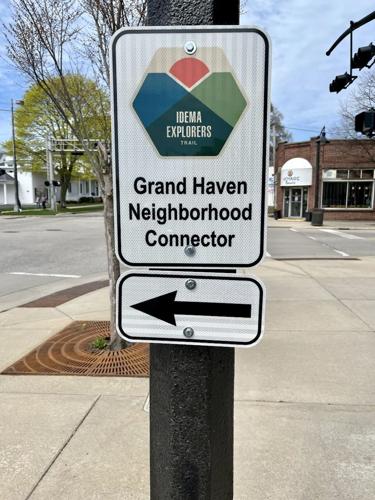 IDEMA
EXPLORERS
TRAIL
Grand Haven
Neighborhood
Connector